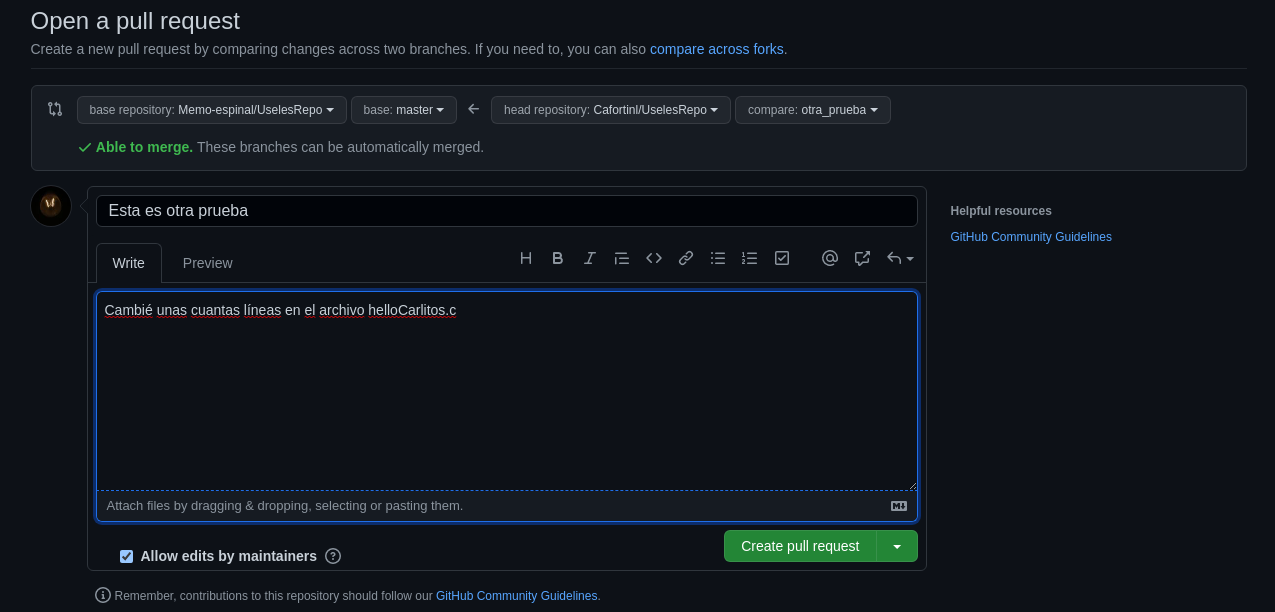 Open a pull request
Create a new pull request by comparing changes across two branches. If you need to, you can also compare across forks.
base repository: Memo-espinal/UselesRepo base: master head repository: Cafortinl/UselesRepo compare: otra_prueba
Able to merge. These branches can be automatically merged.
Esta es otra prueba
Helpful resources
GitHub Community Guidelines
Write Preview
Cambié unas cuantas líneas en el archivo helloCarlitos.c
Attach files by dragging & dropping, selecting or pasting them.
Allow edits by maintainers
Create pull request
Remember, contributions to this repository should follow our GitHub Community Guidelines.